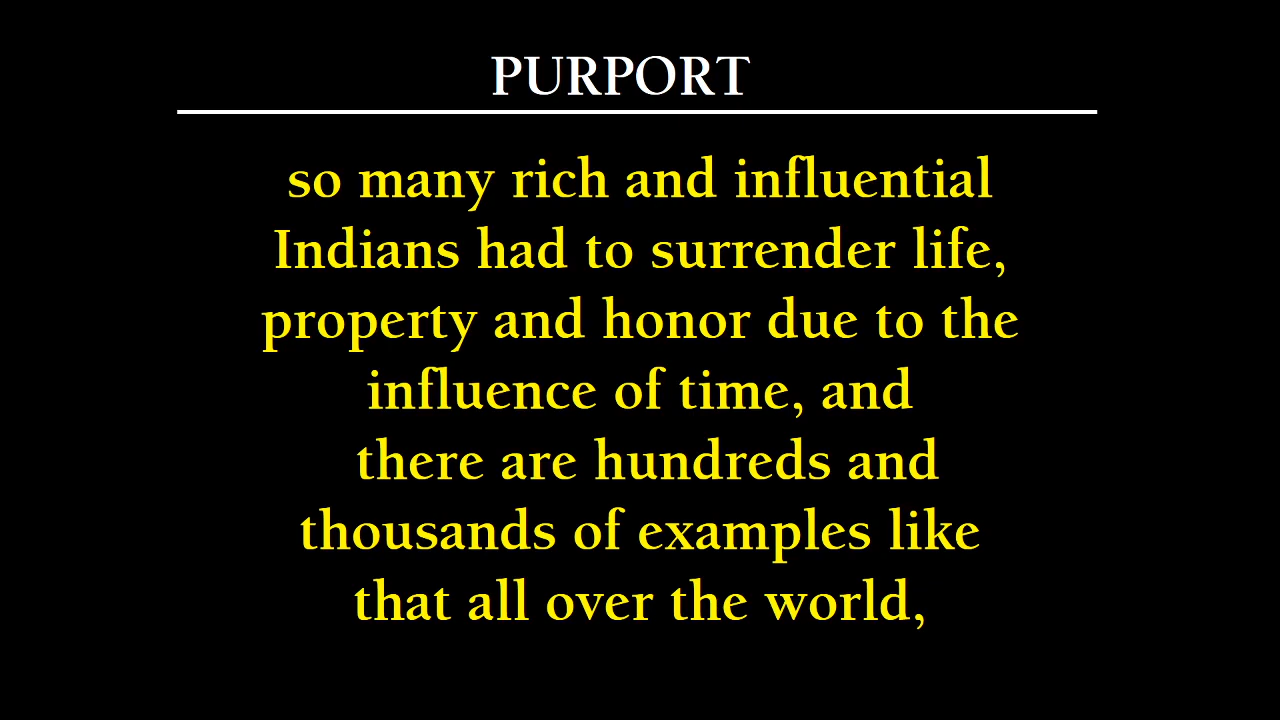 PURPORT
so many rich and influential
Indians had to surrender life,
property and honor due to the
influence of time, and
there are hundreds and
thousands of examples like
that all over the world,